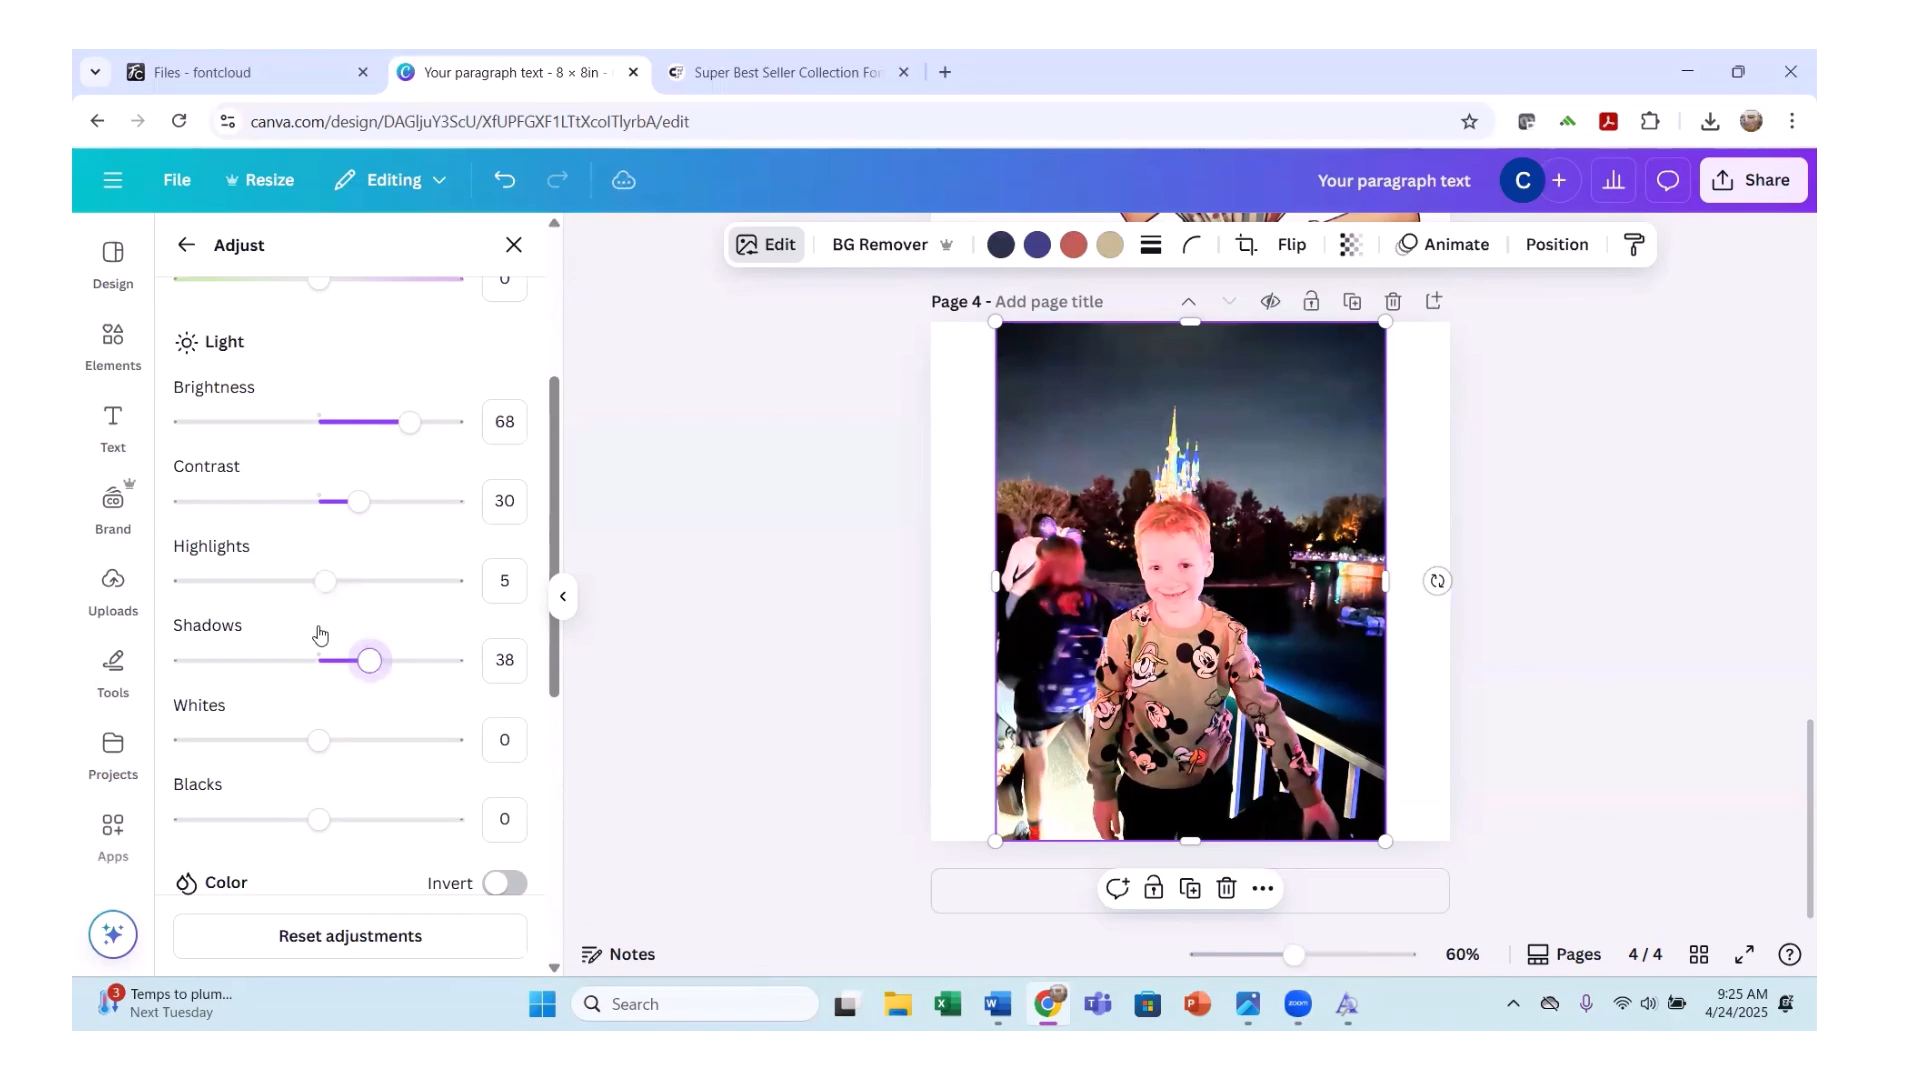 Files - fontcloud
Your paragraph text - 8 × 8in -
Super Best Seller Collection Fo
canva.com/design/DAGljuY3ScU/XfUPFGXF1LTtXcoITlyrbA/edit
File
Resize
Editing
Your paragraph text
C
Share
Design
Elements
Text
Brand
Uploads
Tools
Projects
Apps
Adjust
0
Light
Brightness
68
Contrast
30
Highlights
5
Shadows
38
Whites
0
Blacks
0
Color
Invert
Reset adjustments
Edit
BG Remover
Flip
Animate
Position
Page 4 - Add page title
Notes
60%
Pages
4 / 4
3
Temps to plum...
Next Tuesday
Search
zoom
9:25 AM
4/24/2025